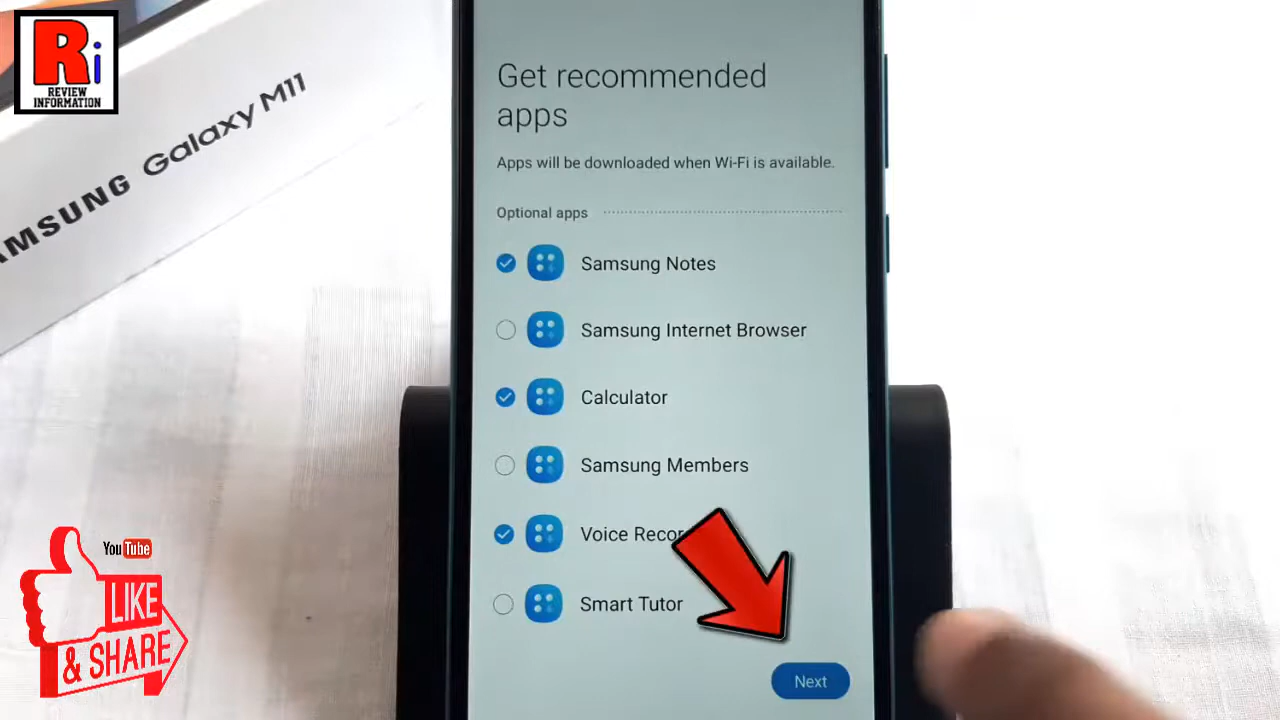 Ri
REVIEW
INFORMATION
SAMSUNG Galaxy M11
Get recommended
apps
Apps will be downloaded when Wi-Fi is available.
Optional apps
Samsung Notes
Samsung Internet Browser
Calculator
Samsung Members
Voice Recor
Smart Tutor
Next
YouTube
LIKE
& SHARE